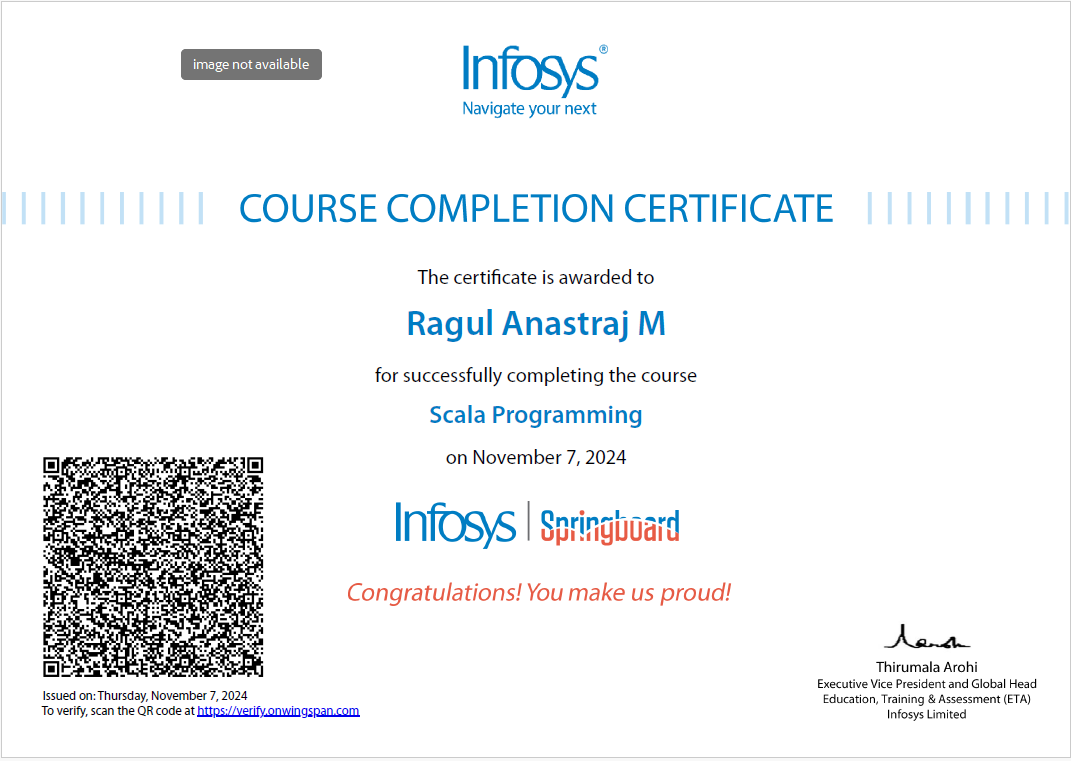 image not available
Infosys®
Navigate your next
COURSE COMPLETION CERTIFICATE
The certificate is awarded to
Ragul Anastraj M
for successfully completing the course
Scala Programming
on November 7, 2024
Infosys | Springboard
Congratulations! You make us proud!
Issued on: Thursday, November 7, 2024
To verify, scan the QR code at https://verify.onwingspan.com
Thirumala Arohi
Executive Vice President and Global Head
Education, Training & Assessment (ETA)
Infosys Limited